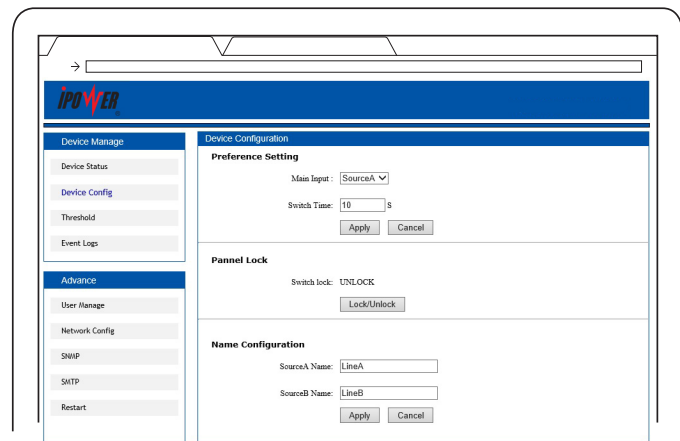 iPOWER
Device Manage
Device Status
Device Config
Threshold
Event Logs
Advance
User Manage
Network Config
SNMP
SMTP
Restart
Device Configuration
Preference Setting
Main Input : SourceA
Switch Time: 10 S
Apply Cancel
Pannel Lock
Switch lock: UNLOCK
Lock/Unlock
Name Configuration
SourceA Name: LineA
SourceB Name: LineB
Apply Cancel